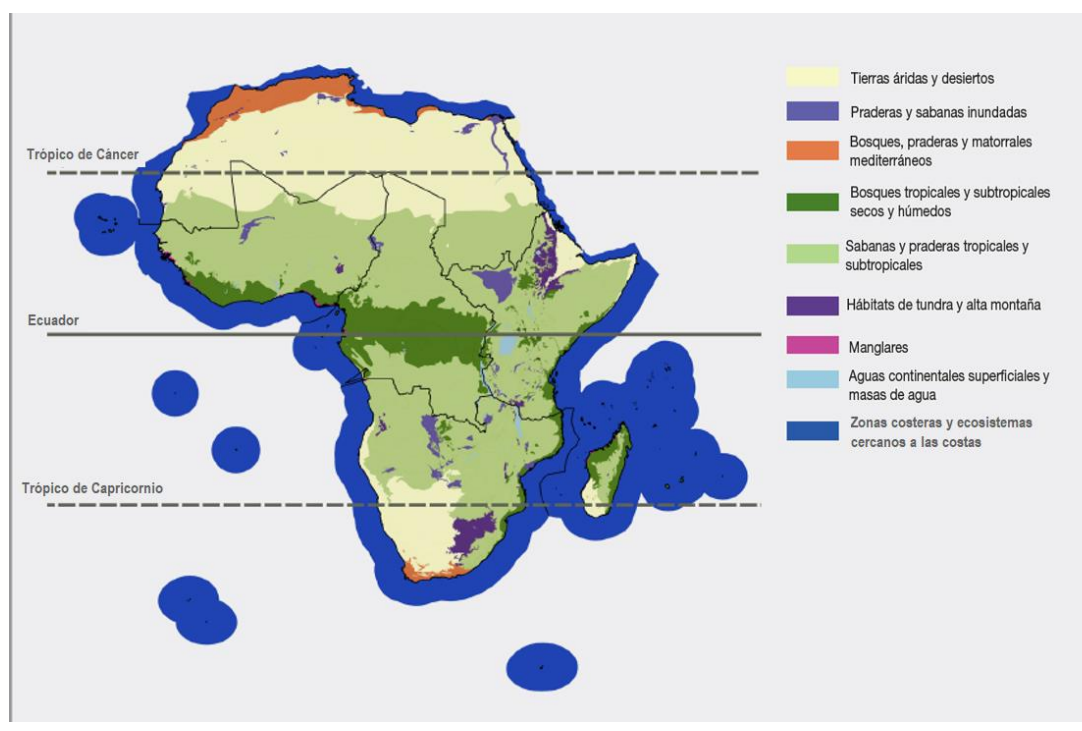 Trópico de Cáncer
Ecuador
Trópico de Capricornio
Tierras áridas y desiertos
Praderas y sabanas inundadas
Bosques, praderas y matorrales
mediterráneos
Bosques tropicales y subtropicales
secos y húmedos
Sabanas y praderas tropicales y
subtropicales
Hábitats de tundra y alta montaña
Manglares
Aguas continentales superficiales y
masas de agua
Zonas costeras y ecosistemas
cercanos a las costas